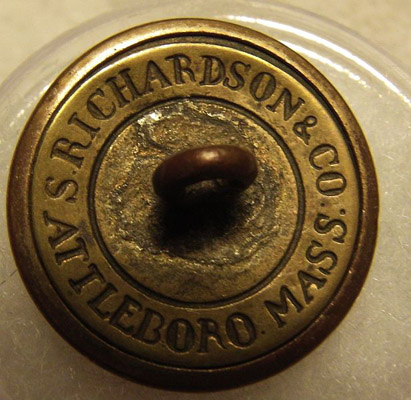 S. RICHARDSON & CO.
ATTLEBORO. MASS.